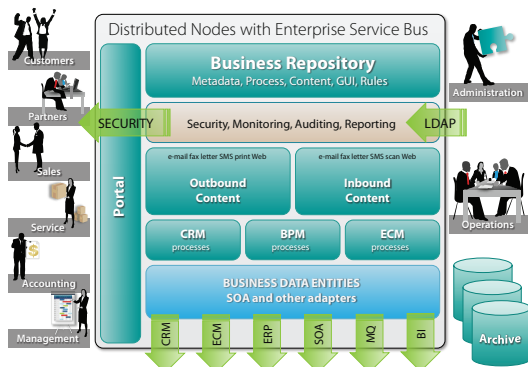 Distributed Nodes with Enterprise Service Bus
Customers
Partners
Sales
Service
Accounting
Management
Portal
Business Repository
Metadata, Process, Content, GUI, Rules
SECURITY
Security, Monitoring, Auditing, Reporting
LDAP
e-mail fax letter SMS print Web
Outbound
Content
e-mail fax letter SMS scan Web
Inbound
Content
CRM
processes
BPM
processes
ECM
processes
BUSINESS DATA ENTITIES
SOA and other adapters
CRM
ECM
ERP
SOA
MQ
BI
Administration
Operations
Archive